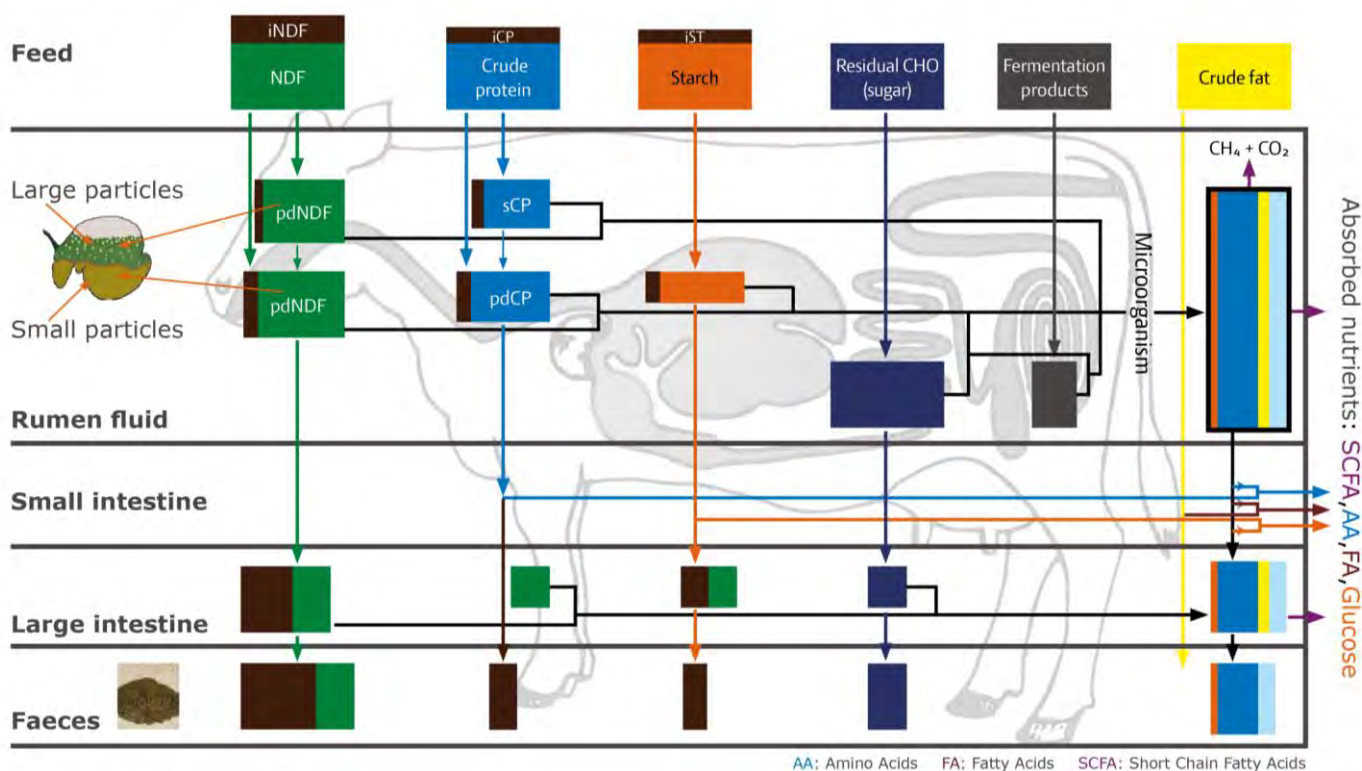 Feed
iNDF
NDF
iCP
Crude
protein
iST
Starch
Residual CHO
(sugar)
Fermentation
products
Crude fat
CH₄ + CO₂
Large particles
pdNDF
sCP
pdNDF
pdCP
Small particles
Microorganism
Rumen fluid
Small intestine
Large intestine
Faeces
Absorbed nutrients: SCFA,AA,FA,Glucose
AA: Amino Acids FA: Fatty Acids SCFA: Short Chain Fatty Acids